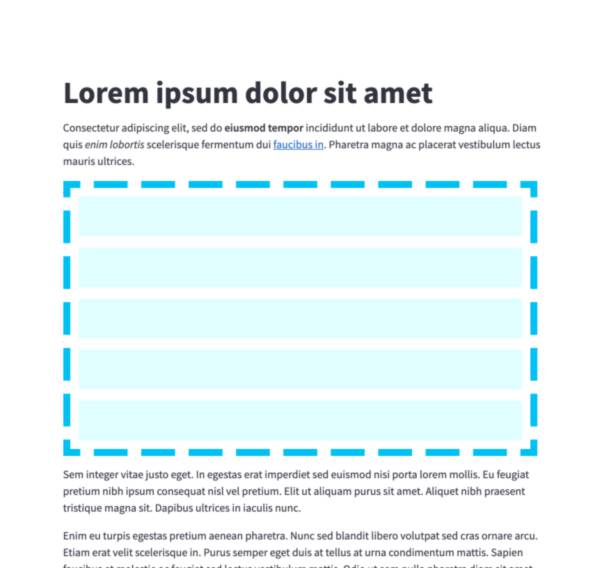 Lorem ipsum dolor sit amet
Consectetur adipiscing elit, sed do eiusmod tempor incididunt ut labore et dolore magna aliqua. Diam
quis enim lobortis scelerisque fermentum dui faucibus in. Pharetra magna ac placerat vestibulum lectus
mauris ultrices.
Sem integer vitae justo eget. In egestas erat imperdiet sed euismod nisi porta lorem mollis. Eu feugiat
pretium nibh ipsum consequat nisl vel pretium. Elit ut aliquam purus sit amet. Aliquet nibh praesent
tristique magna sit. Dapibus ultrices in iaculis nunc.
Enim eu turpis egestas pretium aenean pharetra. Nunc sed blandit libero volutpat sed cras ornare arcu.
Etiam erat velit scelerisque in. Purus semper eget duis at tellus at urna condimentum mattis. Sapien